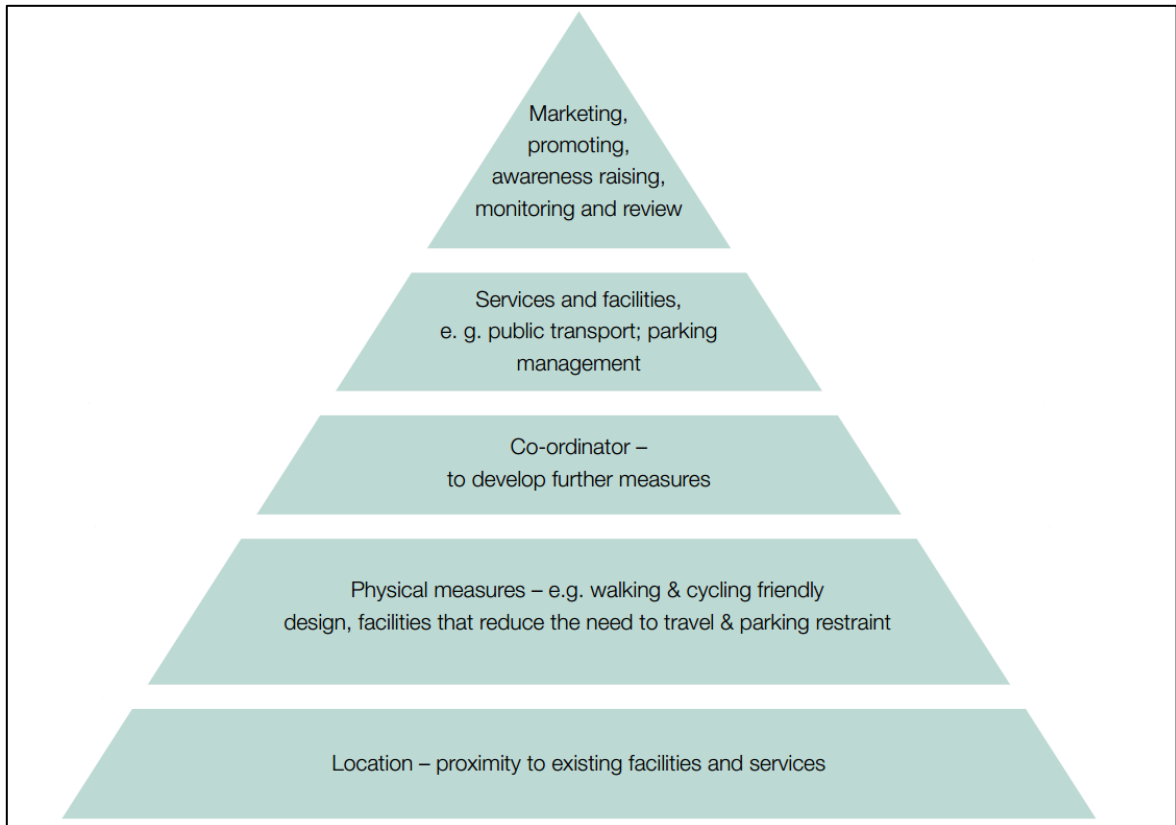 Marketing,
promoting,
awareness raising,
monitoring and review
Services and facilities,
e. g. public transport; parking
management
Co-ordinator –
to develop further measures
Physical measures – e.g. walking & cycling friendly
design, facilities that reduce the need to travel & parking restraint
Location – proximity to existing facilities and services